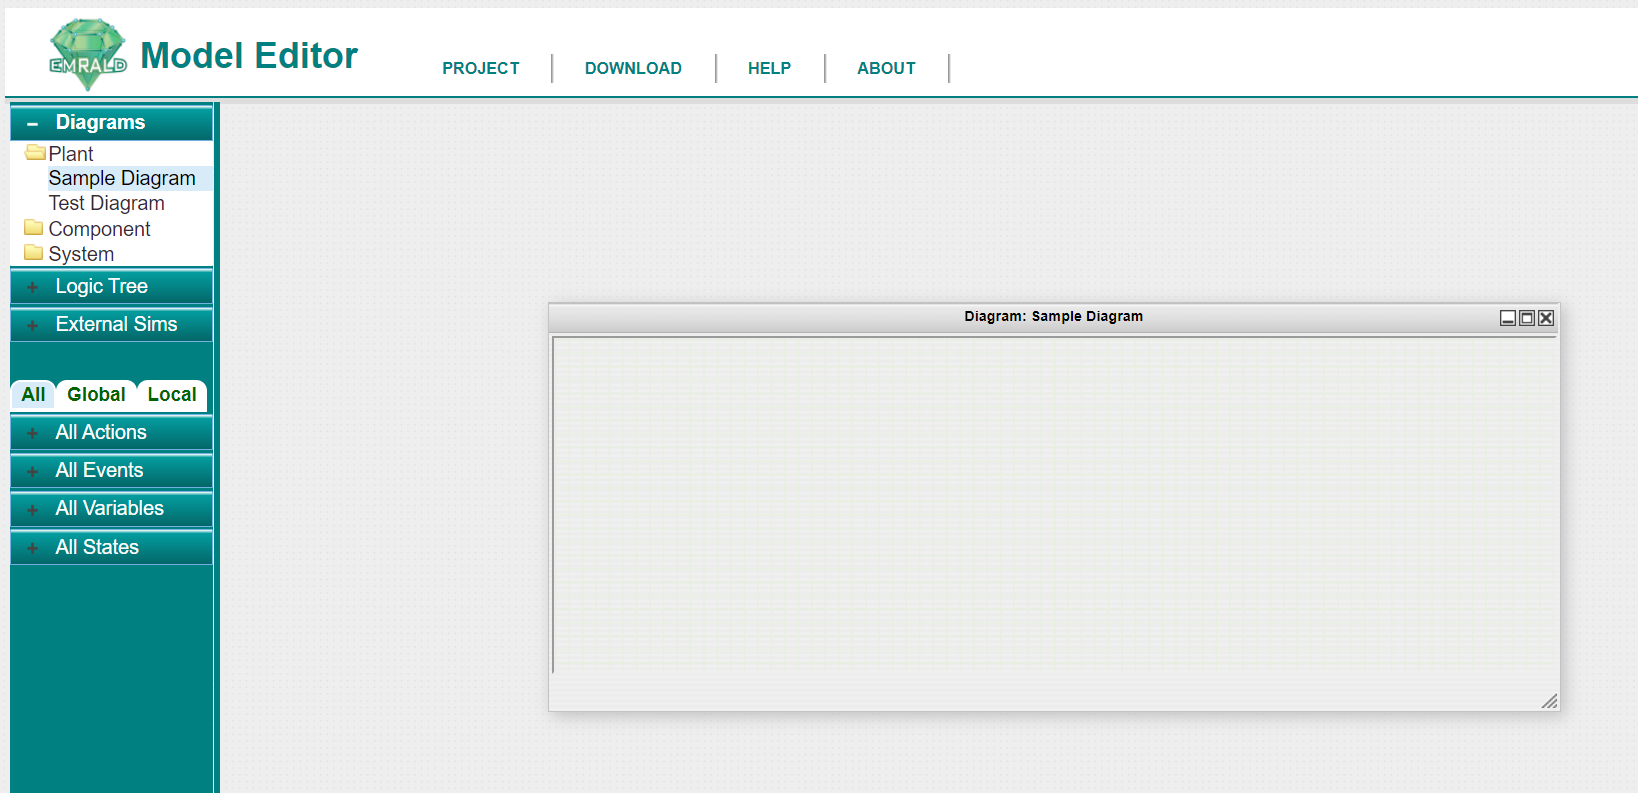 EMRALD
Model Editor
PROJECT
DOWNLOAD
HELP
ABOUT
Diagrams
Plant
Sample Diagram
Test Diagram
Component
System
Logic Tree
External Sims
All
Global
Local
All Actions
All Events
All Variables
All States
Diagram: Sample Diagram